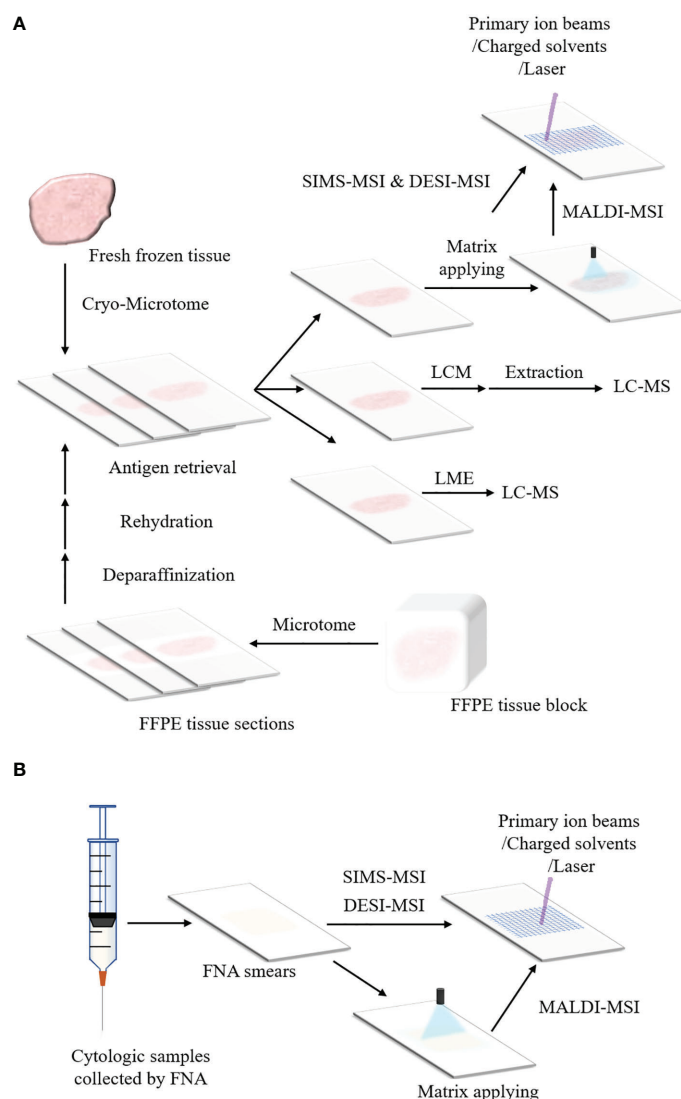 A
Primary ion beams
/Charged solvents
/Laser
SIMS-MSI & DESI-MSI
MALDI-MSI
Fresh frozen tissue
Matrix
applying
Cryo-Microtome
LCM
Extraction
LC-MS
Antigen retrieval
LME
LC-MS
Rehydration
Deparaffinization
Microtome
FFPE tissue block
FFPE tissue sections
B
Primary ion beams
/Charged solvents
/Laser
SIMS-MSI
DESI-MSI
FNA smears
MALDI-MSI
Cytologic samples
collected by FNA
Matrix applying